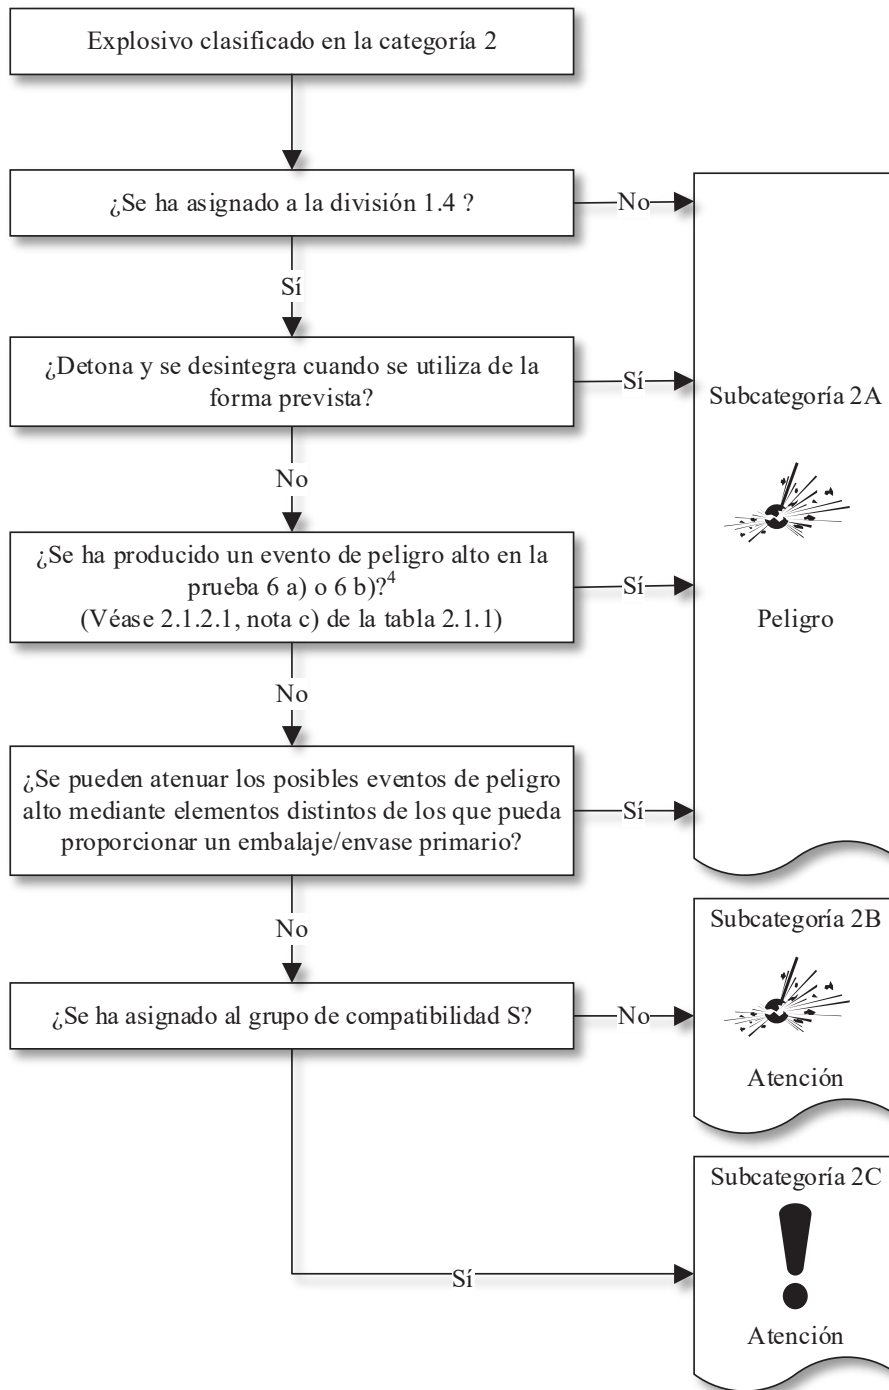 Explosivo clasificado en la categoría 2
¿Se ha asignado a la división 1.4 ?
No
Sí
¿Detona y se desintegra cuando se utiliza de la
forma prevista?
Sí
No
¿Se ha producido un evento de peligro alto en la
prueba 6 a) o 6 b)?⁴
(Véase 2.1.2.1, nota c) de la tabla 2.1.1)
Sí
No
¿Se pueden atenuar los posibles eventos de peligro
alto mediante elementos distintos de los que pueda
proporcionar un embalaje/envase primario?
Sí
No
Subcategoría 2A
Peligro
¿Se ha asignado al grupo de compatibilidad S?
No
Subcategoría 2B
Atención
Sí
Subcategoría 2C
Atención